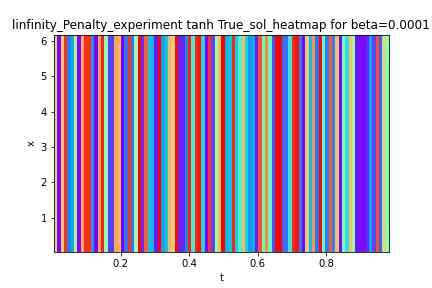 linfinity_Penalty_experiment tanh True_sol_heatmap for beta=0.0001
6
5
4
3
2
1
x
0.2 0.4 0.6 0.8
t